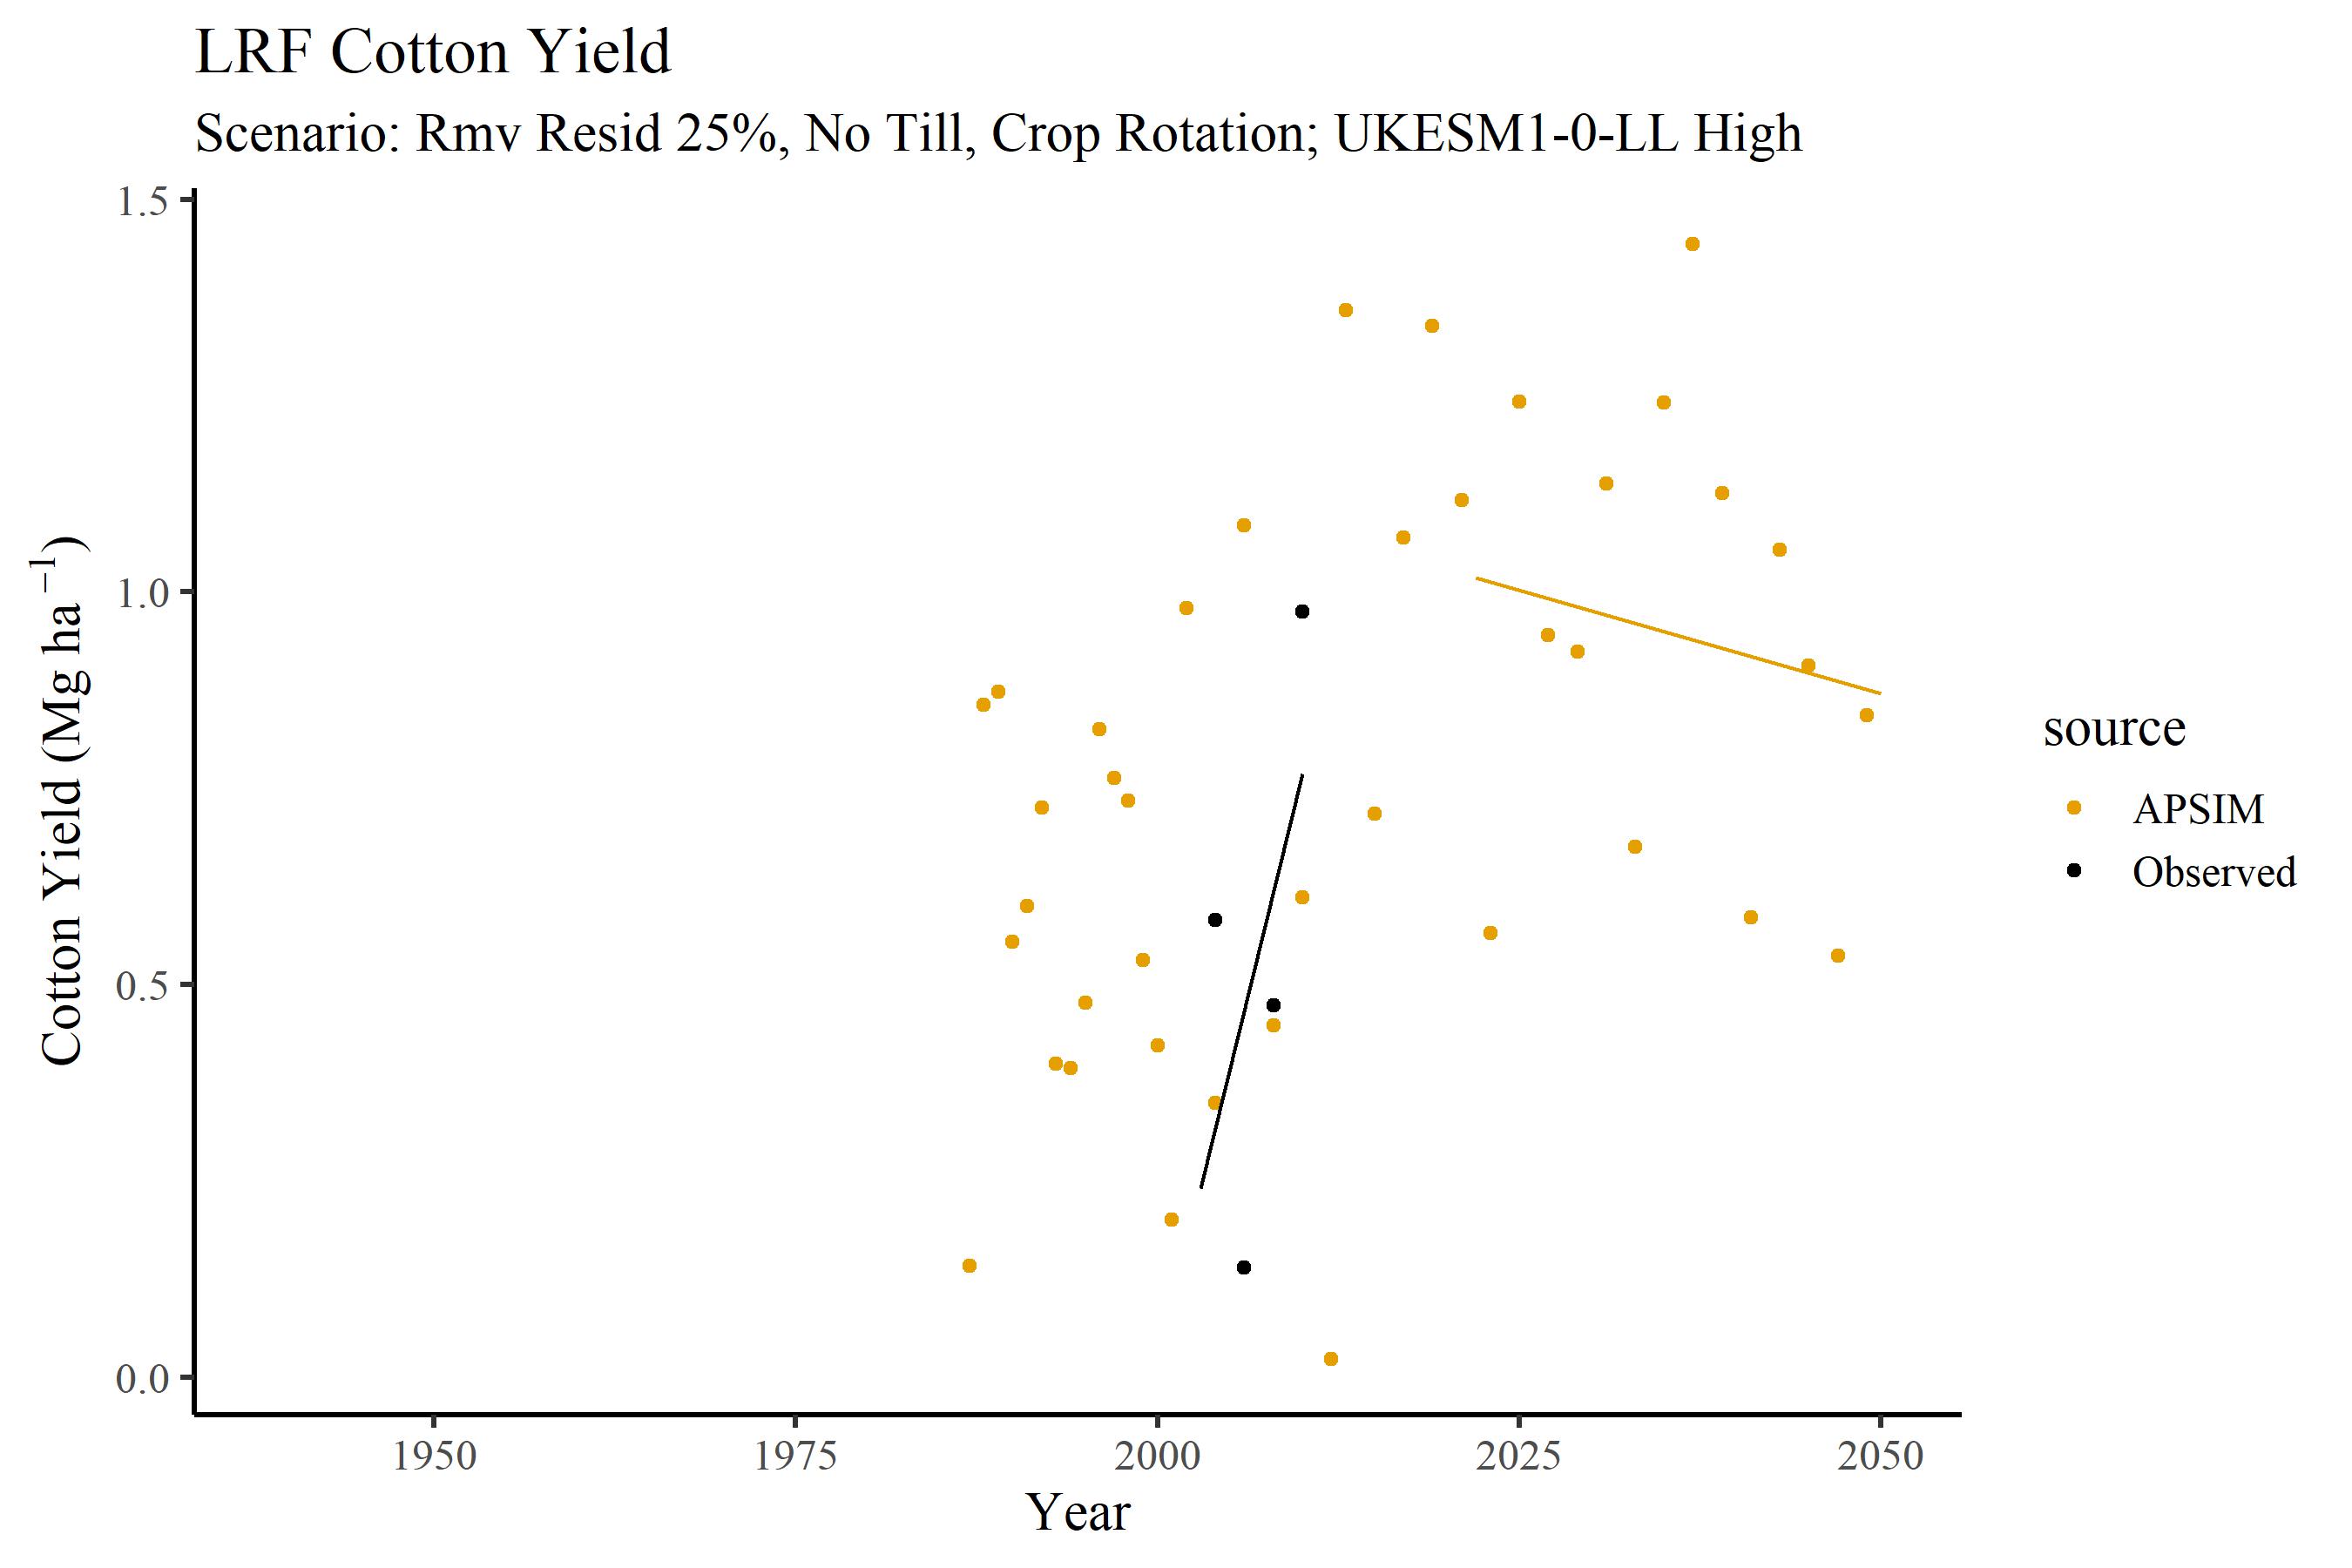 LRF Cotton Yield
Scenario: Rmv Resid 25%, No Till, Crop Rotation; UKESM1-0-LL High
Cotton Yield (Mg ha⁻¹)
1.5
1.0
0.5
0.0
1950 1975 2000 2025 2050
Year
source
APSIM
Observed